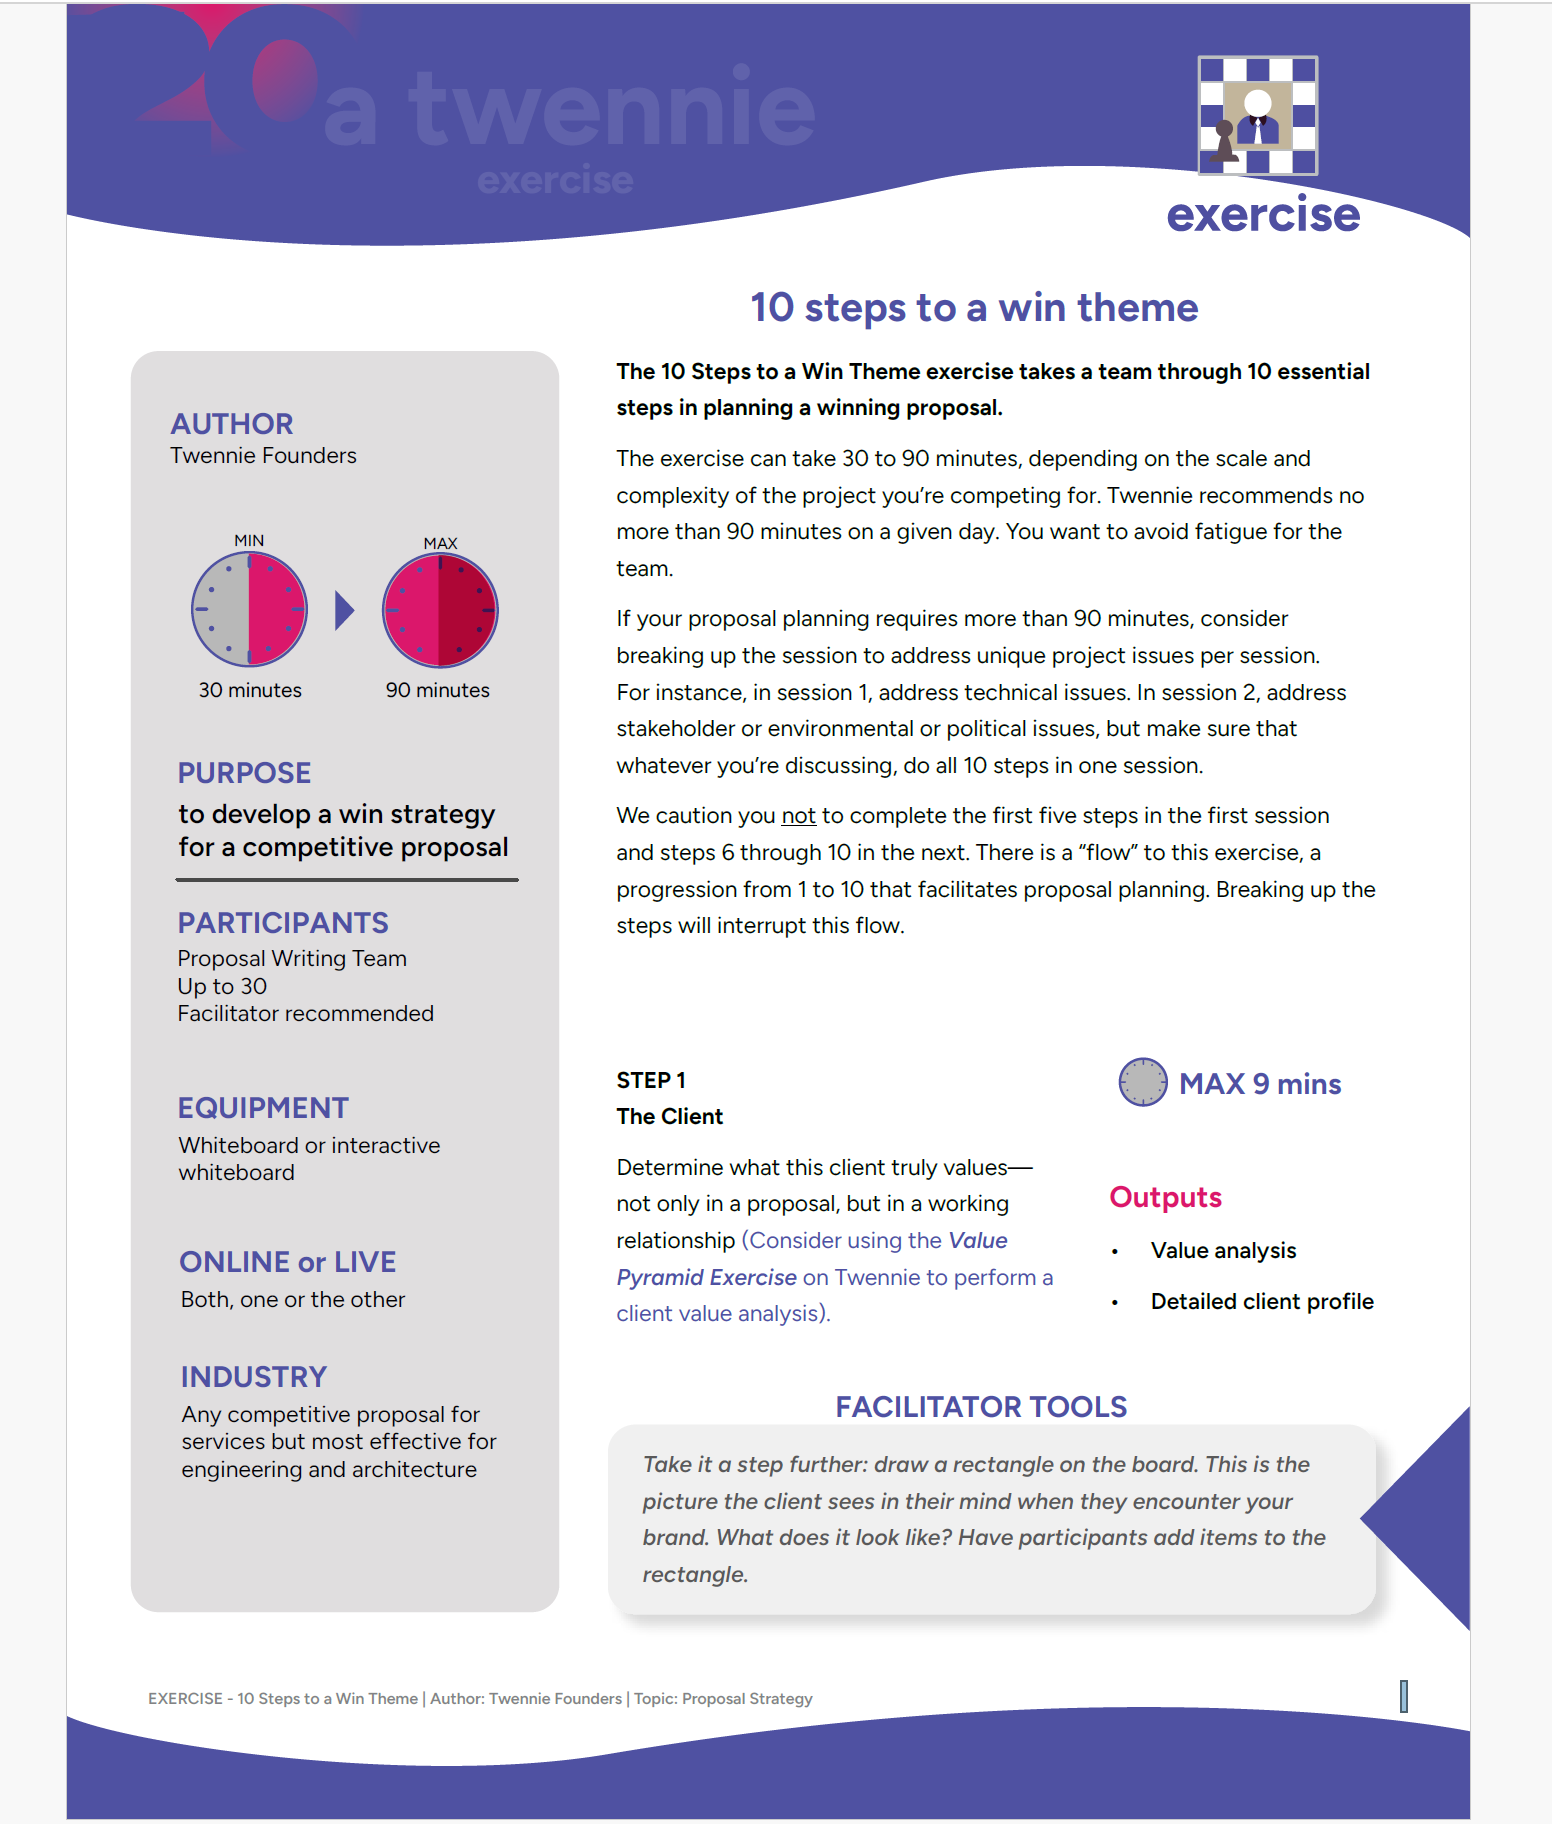 20
a twennie
exercise
exercise
10 steps to a win theme
AUTHOR
Twennie Founders
MIN
MAX
30 minutes
90 minutes
PURPOSE
to develop a win strategy
for a competitive proposal
PARTICIPANTS
Proposal Writing Team
Up to 30
Facilitator recommended
EQUIPMENT
Whiteboard or interactive
whiteboard
ONLINE or LIVE
Both, one or the other
INDUSTRY
Any competitive proposal for
services but most effective for
engineering and architecture
The 10 Steps to a Win Theme exercise takes a team through 10 essential
steps in planning a winning proposal.
The exercise can take 30 to 90 minutes, depending on the scale and
complexity of the project you’re competing for. Twennie recommends no
more than 90 minutes on a given day. You want to avoid fatigue for the
team.
If your proposal planning requires more than 90 minutes, consider
breaking up the session to address unique project issues per session.
For instance, in session 1, address technical issues. In session 2, address
stakeholder or environmental or political issues, but make sure that
whatever you’re discussing, do all 10 steps in one session.
We caution you not to complete the first five steps in the first session
and steps 6 through 10 in the next. There is a “flow” to this exercise, a
progression from 1 to 10 that facilitates proposal planning. Breaking up the
steps will interrupt this flow.
STEP 1
The Client
MAX 9 mins
Determine what this client truly values—
not only in a proposal, but in a working
relationship (Consider using the Value
Pyramid Exercise on Twennie to perform a
client value analysis).
Outputs
• Value analysis
• Detailed client profile
FACILITATOR TOOLS
Take it a step further: draw a rectangle on the board. This is the
picture the client sees in their mind when they encounter your
brand. What does it look like? Have participants add items to the
rectangle.
EXERCISE - 10 Steps to a Win Theme | Author: Twennie Founders | Topic: Proposal Strategy